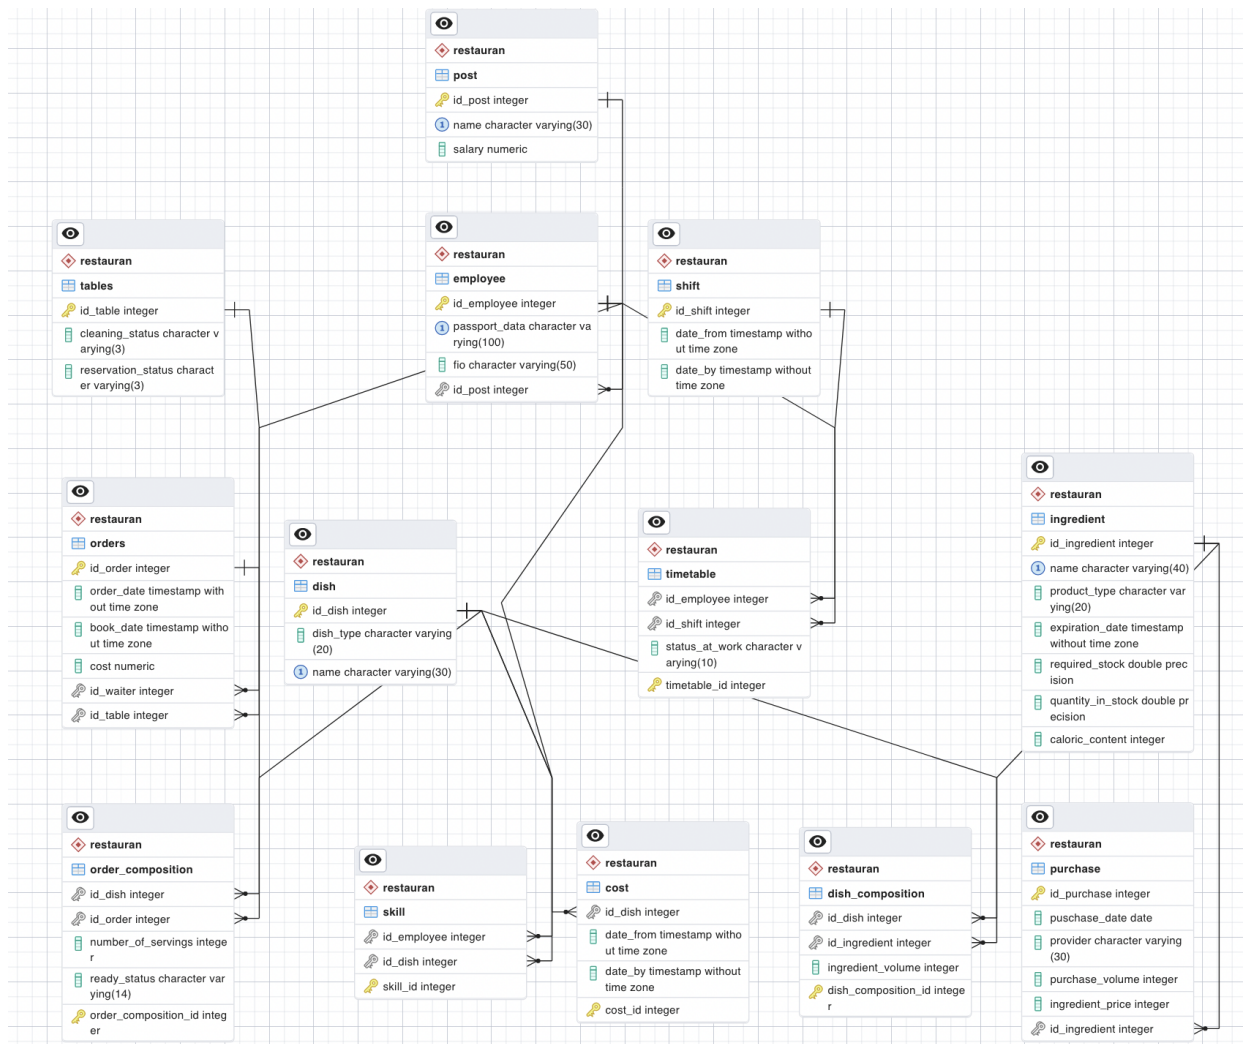 restauran
post
id_post integer
name character varying(30)
salary numeric
restauran
tables
id_table integer
cleaning_status character v
arying(3)
reservation_status charact
er varying(3)
restauran
employee
id_employee integer
passport_data character va
rying(100)
fio character varying(50)
id_post integer
restauran
shift
id_shift integer
date_from timestamp witho
ut time zone
date_by timestamp without
time zone
restauran
orders
id_order integer
order_date timestamp with
out time zone
book_date timestamp witho
ut time zone
cost numeric
id_waiter integer
id_table integer
restauran
dish
id_dish integer
dish_type character varying
(20)
name character varying(30)
restauran
timetable
id_employee integer
id_shift integer
status_at_work character v
arying(10)
timetable_id integer
restauran
ingredient
id_ingredient integer
name character varying(40)
product_type character var
ying(20)
expiration_date timestamp
without time zone
required_stock double prec
ision
quantity_in_stock double pr
ecision
caloric_content integer
restauran
order_composition
id_dish integer
id_order integer
number_of_servings intege
r
ready_status character var
ying(14)
order_composition_id integ
er
restauran
skill
id_employee integer
id_dish integer
skill_id integer
restauran
cost
id_dish integer
date_from timestamp witho
ut time zone
date_by timestamp without
time zone
cost_id integer
restauran
dish_composition
id_dish integer
id_ingredient integer
ingredient_volume integer
dish_composition_id intege
r
restauran
purchase
id_purchase integer
puschase_date date
provider character varying
(30)
purchase_volume integer
ingredient_price integer
id_ingredient integer